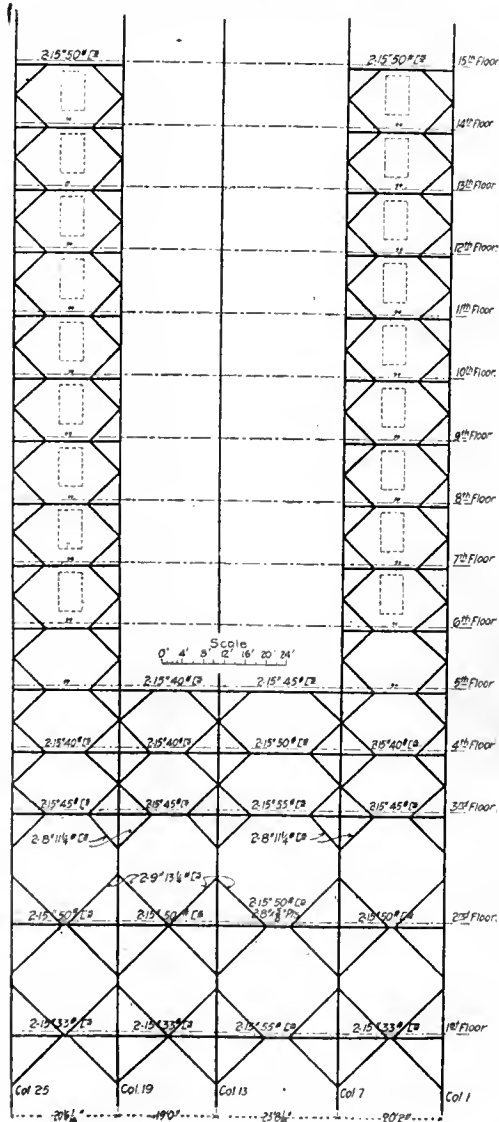 2-15"50#[s 2-15"50#[s 15th Floor
14th Floor
13th Floor
12th Floor
11th Floor
10th Floor
9th Floor
8th Floor
7th Floor
6th Floor
Scale
0' 4' 8' 12' 16' 20' 24'
2-15"40#[s 2-15"45#[s 5th Floor
2-15"40#[s 2-15"40#[s 2-15"50#[s 2-15"40#[s 4th Floor
2-15"45#[s 2-15"45#[s 2-15"55#[s 2-15"45#[s 3rd Floor
2-8"11¼#[s 2-8"11¼#[s
2-9"13¼#[s
2-15"50#[s
2-15"50#[s 2-15"50#[s 2-15"50#[s 2nd Floor
2-15"33#[s 2-15"33#[s 2-15"55#[s 2-15"33#[s 1st Floor
Col 25 Col. 19 Col 13 Col 7 Col 1
19'0" 20'2"